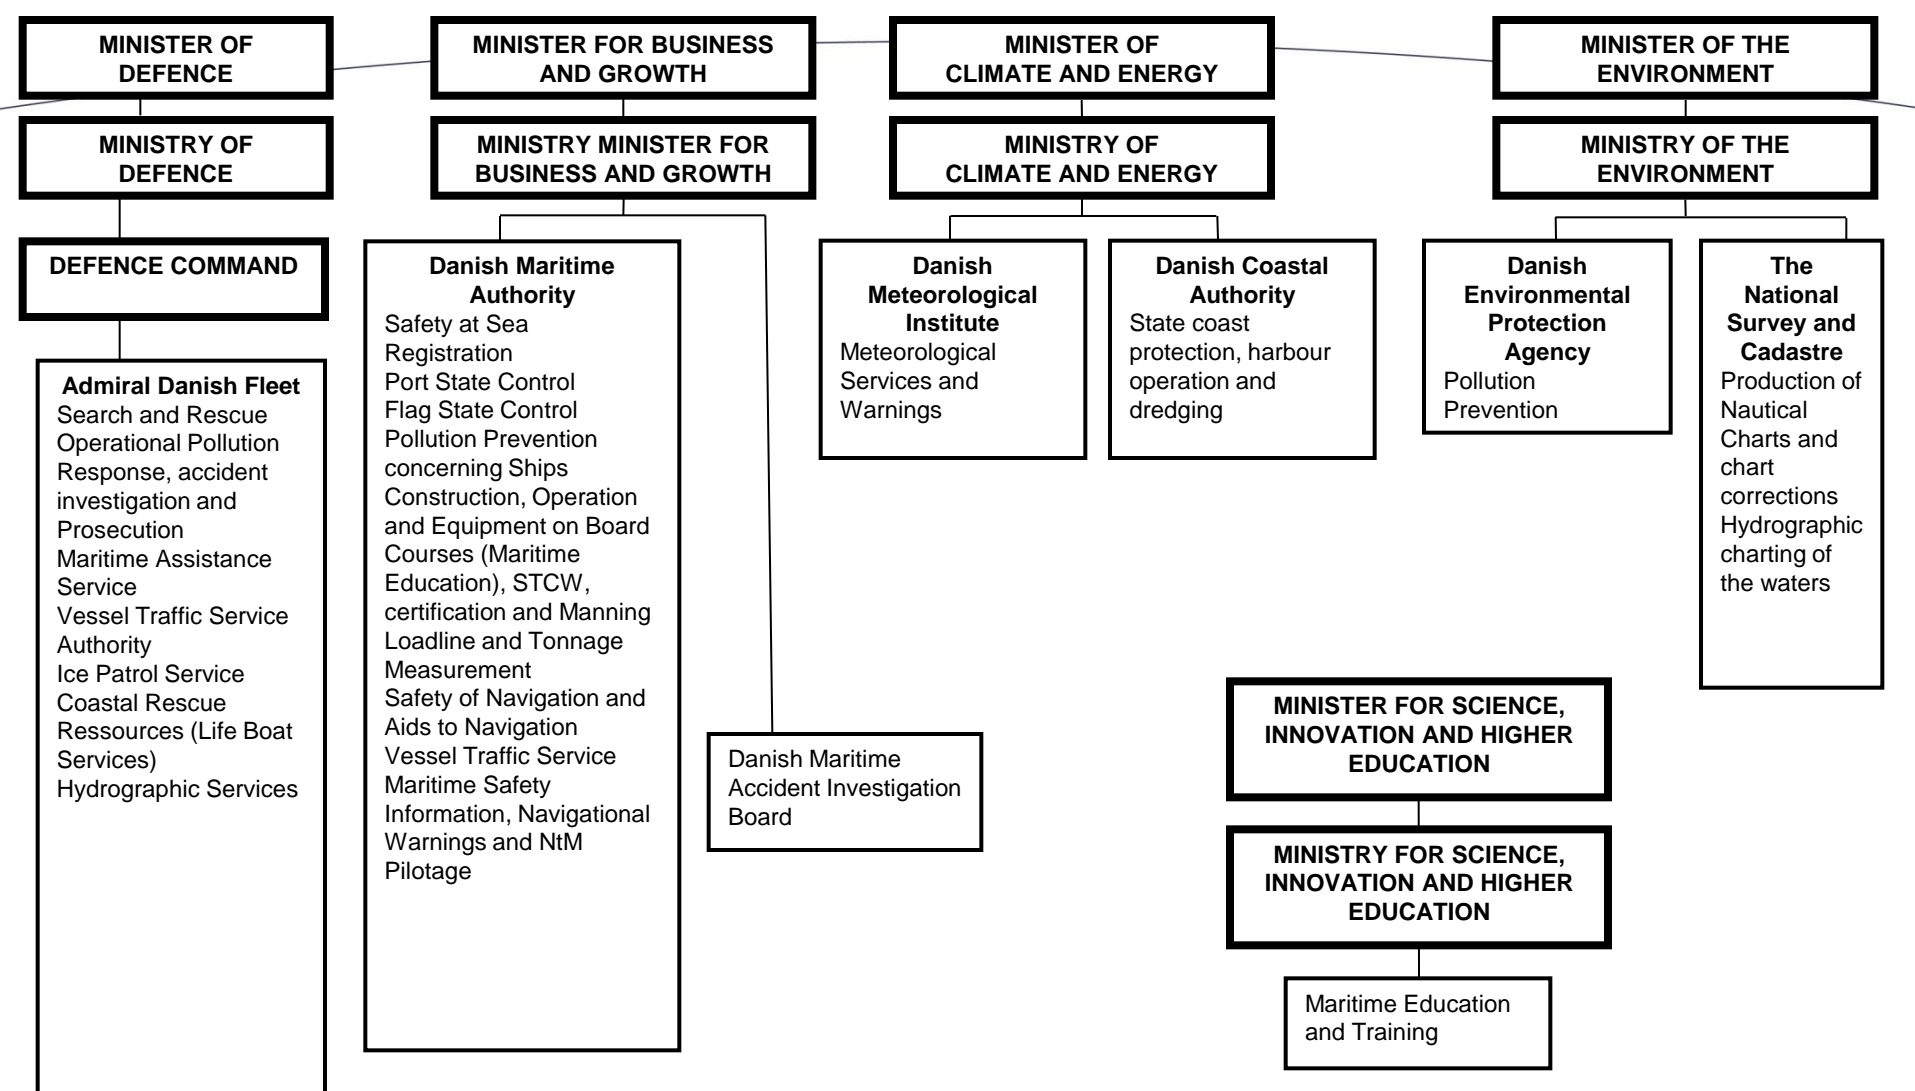 MINISTER OF
DEFENCE
MINISTER FOR BUSINESS
AND GROWTH
MINISTER OF
CLIMATE AND ENERGY
MINISTER OF THE
ENVIRONMENT
MINISTRY OF
DEFENCE
MINISTRY MINISTER FOR
BUSINESS AND GROWTH
MINISTRY OF
CLIMATE AND ENERGY
MINISTRY OF THE
ENVIRONMENT
DEFENCE COMMAND
Admiral Danish Fleet
Search and Rescue
Operational Pollution
Response, accident
investigation and
Prosecution
Maritime Assistance
Service
Vessel Traffic Service
Authority
Ice Patrol Service
Coastal Rescue
Ressources (Life Boat
Services)
Hydrographic Services
Danish Maritime
Authority
Safety at Sea
Registration
Port State Control
Flag State Control
Pollution Prevention
concerning Ships
Construction, Operation
and Equipment on Board
Courses (Maritime
Education), STCW,
certification and Manning
Loadline and Tonnage
Measurement
Safety of Navigation and
Aids to Navigation
Vessel Traffic Service
Maritime Safety
Information, Navigational
Warnings and NtM
Pilotage
Danish Maritime
Accident Investigation
Board
Danish
Meteorological
Institute
Meteorological
Services and
Warnings
Danish Coastal
Authority
State coast
protection, harbour
operation and
dredging
Danish
Environmental
Protection
Agency
Pollution
Prevention
The
National
Survey and
Cadastre
Production of
Nautical
Charts and
chart
corrections
Hydrographic
charting of
the waters
MINISTER FOR SCIENCE,
INNOVATION AND HIGHER
EDUCATION
MINISTRY FOR SCIENCE,
INNOVATION AND HIGHER
EDUCATION
Maritime Education
and Training